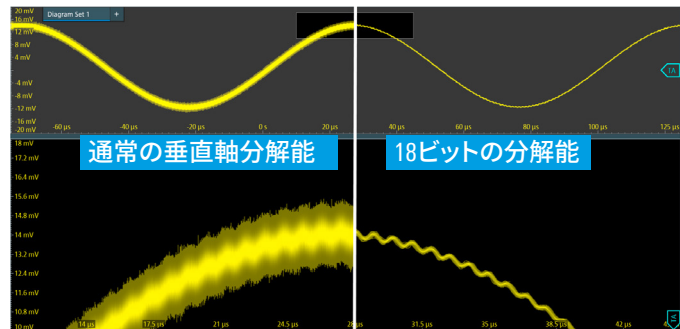 20 mV
Diagram Set 1 +
16 mV
12 mV
8 mV
4 mV
1A
-4 mV
-8 mV
-12 mV
-16 mV
-20 mV
-60 µs -40 µs -20 µs 0 s 20 µs 40 µs 60 µs 80 µs 100 µs 125 µs
18 mV
通常の垂直軸分解能 18ビットの分解能
17.2 mV
16.4 mV
15.6 mV
14.8 mV
14 mV
13.2 mV
12.4 mV
11.6 mV
10.8 mV
10 mV
14 µs 17.5 µs 21 µs 24.5 µs 31.5 µs 35 µs 38.5 µs 42 µs